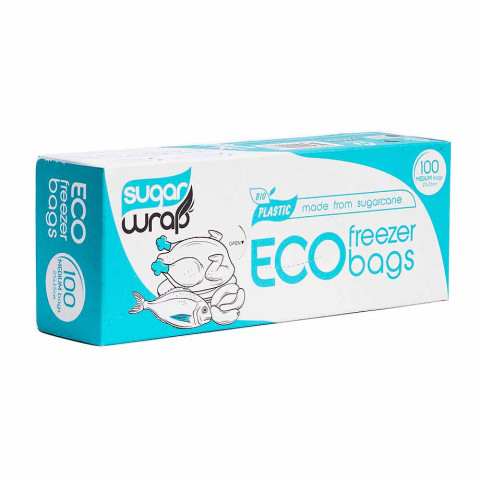 ECO
freezer
bags
100
MEDIUM bags
sugar
wrap
OPEN
BIO
PLASTIC
made from sugarcane
ECO freezer
bags
100
MEDIUM bags